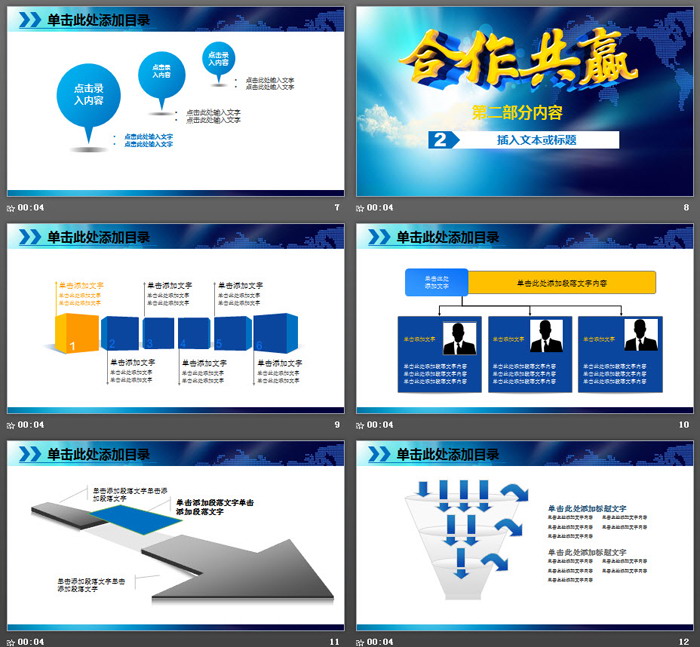 单击此处添加目录
点击录
入内容
点击录
入内容
点击录
入内容
• 点击此处输入文字
• 点击此处输入文字
• 点击此处输入文字
• 点击此处输入文字
• 点击此处输入文字
• 点击此处输入文字
00:04
7
合作共赢
第二部分内容
2
插入文本或标题
00:04
8
单击此处添加目录
单击添加文字
单击此处添加文字
单击此处添加文字
单击添加文字
单击此处添加文字
单击此处添加文字
单击添加文字
单击此处添加文字
单击此处添加文字
1
2
3
4
5
6
单击添加文字
单击此处添加文字
单击此处添加文字
单击添加文字
单击此处添加文字
单击此处添加文字
单击添加文字
单击此处添加文字
单击此处添加文字
00:04
9
单击此处添加目录
单击此处
添加文字
单击此处添加段落文字内容
单击添加文字
单击此处添加段落文字内容
单击此处添加段落文字内容
单击此处添加段落文字内容
单击添加文字
单击此处添加段落文字内容
单击此处添加段落文字内容
单击此处添加段落文字内容
单击添加文字
单击此处添加段落文字内容
单击此处添加段落文字内容
单击此处添加段落文字内容
00:04
10
单击此处添加目录
单击添加段落文字单击添
加段落文字
单击添加段落文字单击
添加段落文字
单击添加段落文字单击
添加段落文字
00:04
11
单击此处添加目录
单击此处添加标题文字
单击此处添加文字内容 单击此处添加文字内容
单击此处添加文字内容 单击此处添加文字内容
单击此处添加文字内容
单击此处添加标题文字
单击此处添加文字内容 单击此处添加文字内容
单击此处添加文字内容 单击此处添加文字内容
单击此处添加文字内容
00:04
12